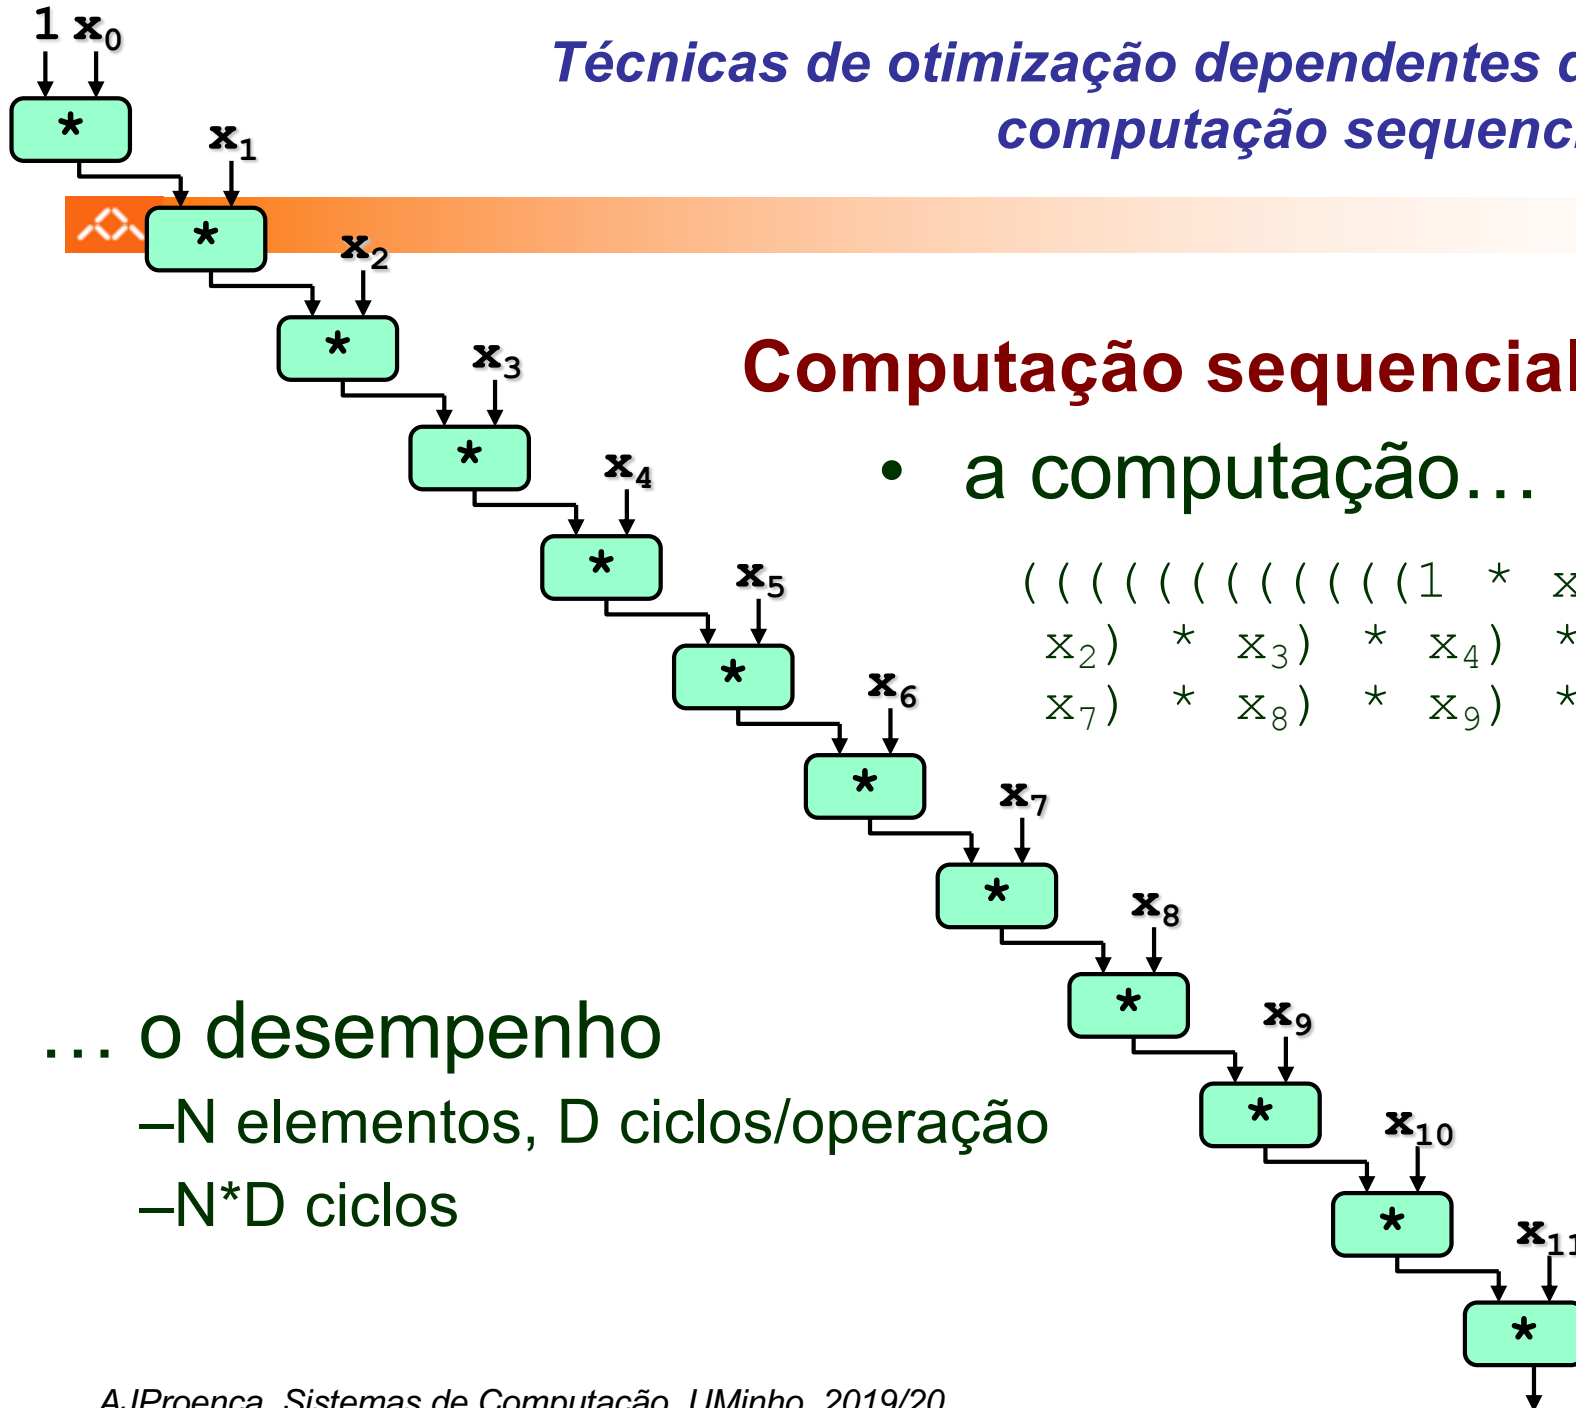 1 x0
*
x1
*
x2
*
x3
*
x4
*
x5
*
x6
*
x7
*
x8
*
x9
*
x10
*
x11
*
Técnicas de otimização dependentes d
computação sequenci
Computação sequencial
• a computação…
((((((((((((1 * x
x2) * x3) * x4) *
x7) * x8) * x9) *
… o desempenho
–N elementos, D ciclos/operação
–N*D ciclos
AJProença, Sistemas de Computação, UMinho, 2019/20